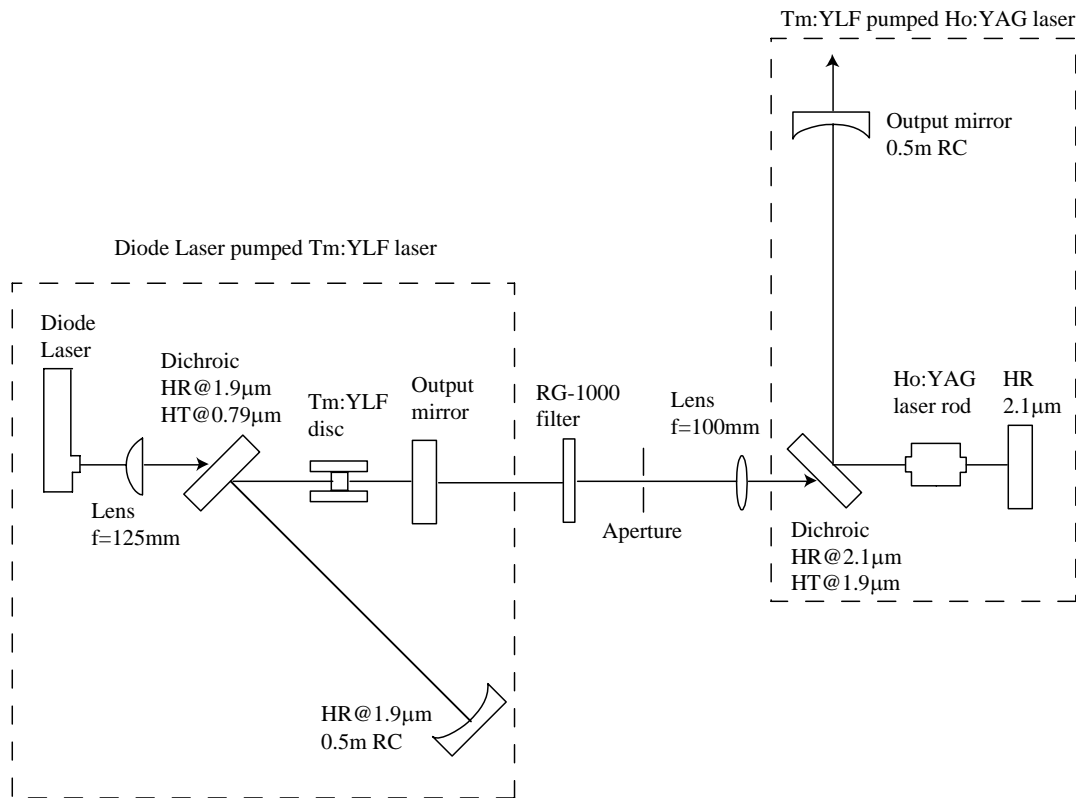 Tm:YLF pumped Ho:YAG laser
Output mirror
0.5m RC
Diode Laser pumped Tm:YLF laser
Diode
Laser
Dichroic
HR@1.9μm
HT@0.79μm
Tm:YLF
disc
Output
mirror
RG-1000
filter
Lens
f=100mm
Ho:YAG
laser rod
HR
2.1μm
Lens
f=125mm
Aperture
Dichroic
HR@2.1μm
HT@1.9μm
HR@1.9μm
0.5m RC